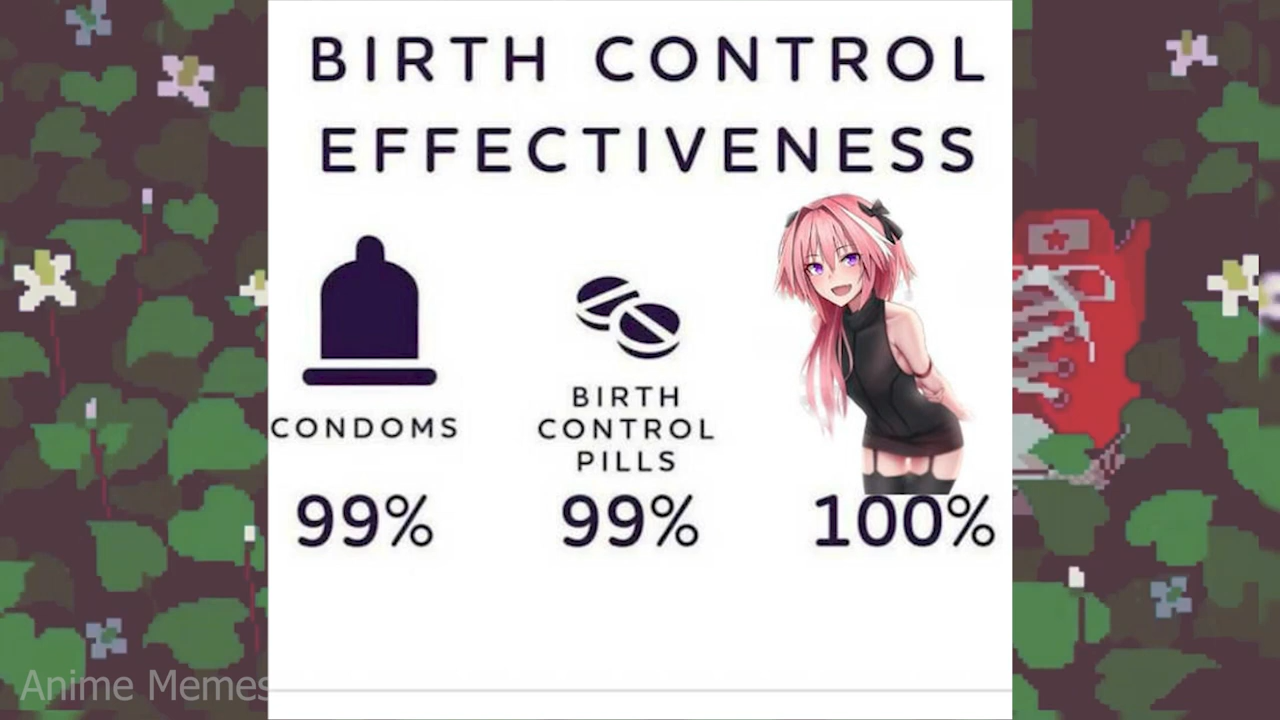 BIRTH CONTROL
EFFECTIVENESS
CONDOMS
99%
BIRTH
CONTROL
PILLS
99%
100%
Anime Memes